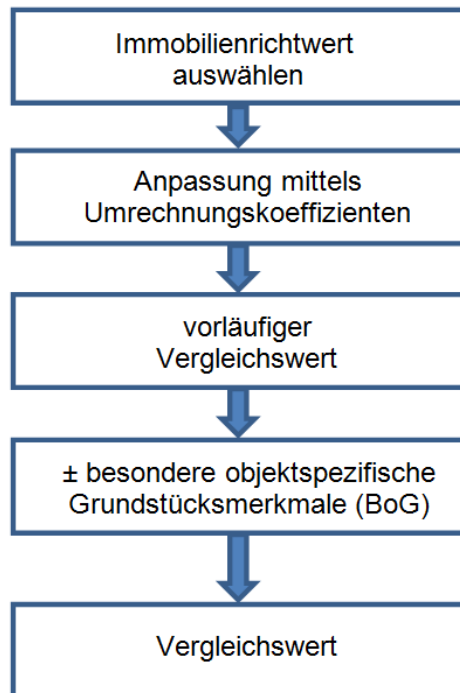 Immobilienrichtwert
auswählen
Anpassung mittels
Umrechnungskoeffizienten
vorläufiger
Vergleichswert
± besondere objektspezifische
Grundstücksmerkmale (BoG)
Vergleichswert